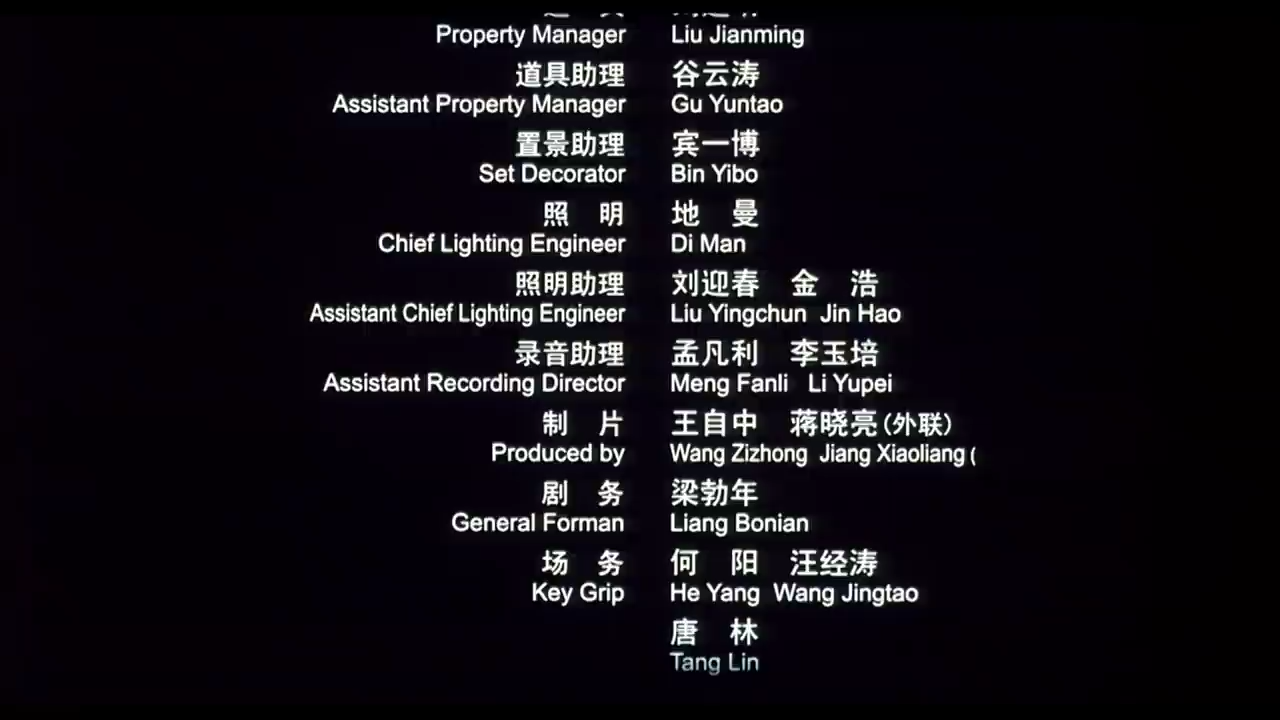 Property Manager Liu Jianming
道具助理 谷云涛
Assistant Property Manager Gu Yuntao
置景助理 宾一博
Set Decorator Bin Yibo
照 明 地 曼
Chief Lighting Engineer Di Man
照明助理 刘迎春 金 浩
Assistant Chief Lighting Engineer Liu Yingchun Jin Hao
录音助理 孟凡利 李玉培
Assistant Recording Director Meng Fanli Li Yupei
制 片 王自中 蒋晓亮(外联)
Produced by Wang Zizhong Jiang Xiaoliang (
剧 务 梁勃年
General Forman Liang Bonian
场 务 何 阳 汪经涛
Key Grip He Yang Wang Jingtao
唐 林
Tang Lin